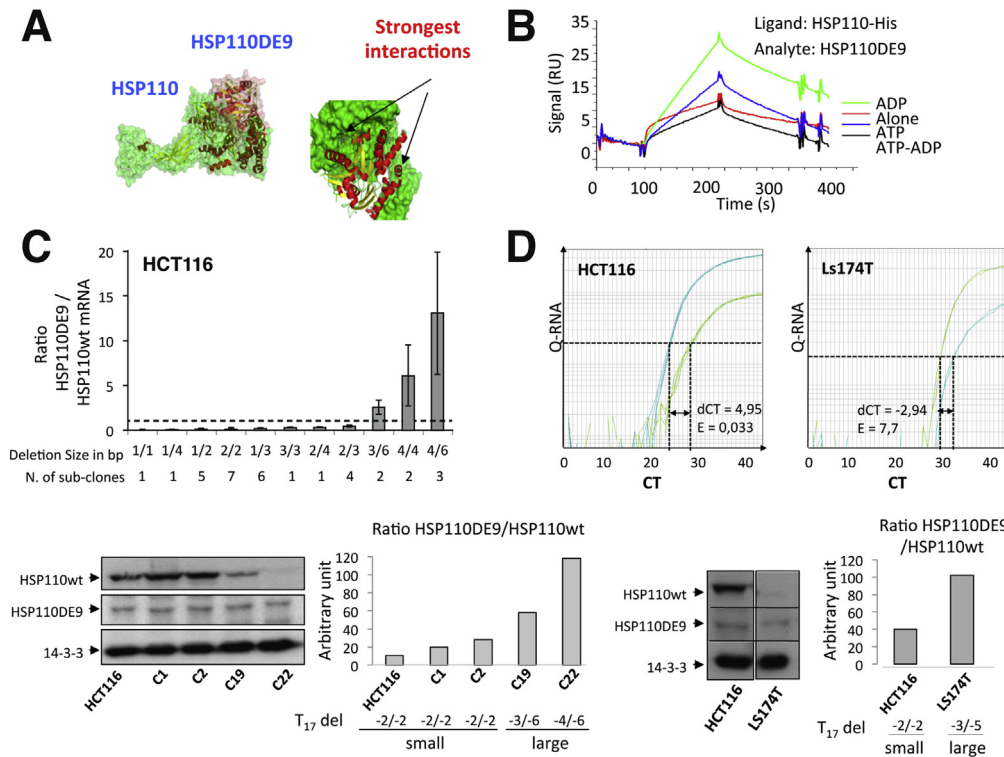 A
HSP110DE9
HSP110
Strongest
interactions
B
Ligand: HSP110-His
Analyte: HSP110DE9
Signal (RU)
35
25
15
5
0
0
100
200
300
400
Time (s)
ADP
Alone
ATP
ATP-ADP
C
HCT116
Ratio
HSP110DE9 /
HSP110wt mRNA
20
15
10
5
0
Deletion Size in bp
1/1 1/4 1/2 2/2 1/3 3/3 2/4 2/3 3/6 4/4 4/6
N. of sub-clones
1 1 5 7 6 1 1 4 2 2 3
D
HCT116
Q-RNA
dCT = 4,95
E = 0,033
0 10 20 30 40
CT
Ls174T
Q-RNA
dCT = -2,94
E = 7,7
0 10 20 30 40
CT
HSP110wt
HSP110DE9
14-3-3
HCT116
C1
C2
C19
C22
Ratio HSP110DE9/HSP110wt
Arbitrary unit
120
100
80
60
40
20
0
HCT116
C1
C2
C19
C22
T17 del
-2/-2 -2/-2 -2/-2 -3/-6 -4/-6
small large
HSP110wt
HSP110DE9
14-3-3
HCT116
LS174T
Ratio HSP110DE9
/HSP110wt
Arbitrary unit
120
100
80
60
40
20
0
HCT116
LS174T
T17 del
-2/-2 -3/-5
small large